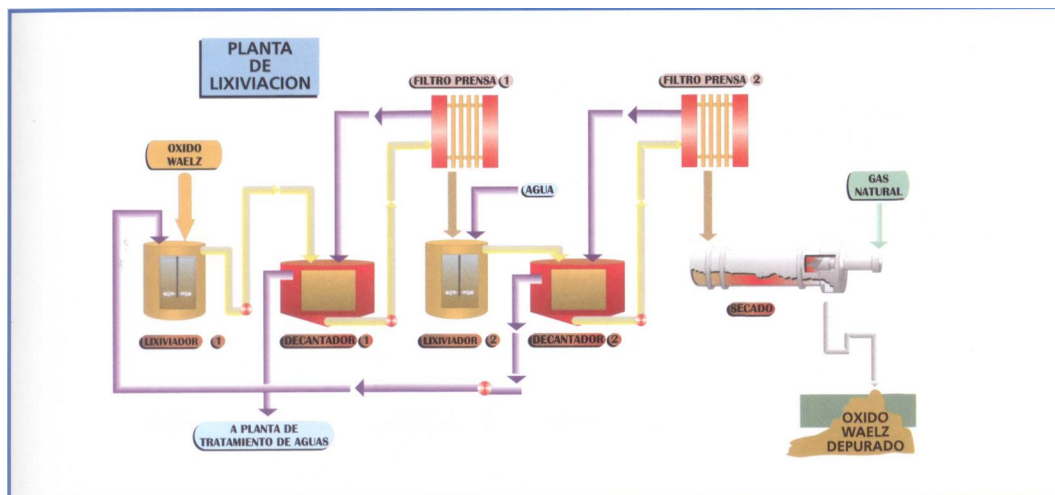 PLANTA
DE
LIXIVIACION
FILTRO PRENSA 1
FILTRO PRENSA 2
OXIDO
WAELZ
AGUA
GAS
NATURAL
LIXIVIADOR 1
DECANTADOR 1
LIXIVIADOR 2
DECANTADOR 2
SECADO
A PLANTA DE
TRATAMIENTO DE AGUAS
OXIDO
WAELZ
DEPURADO